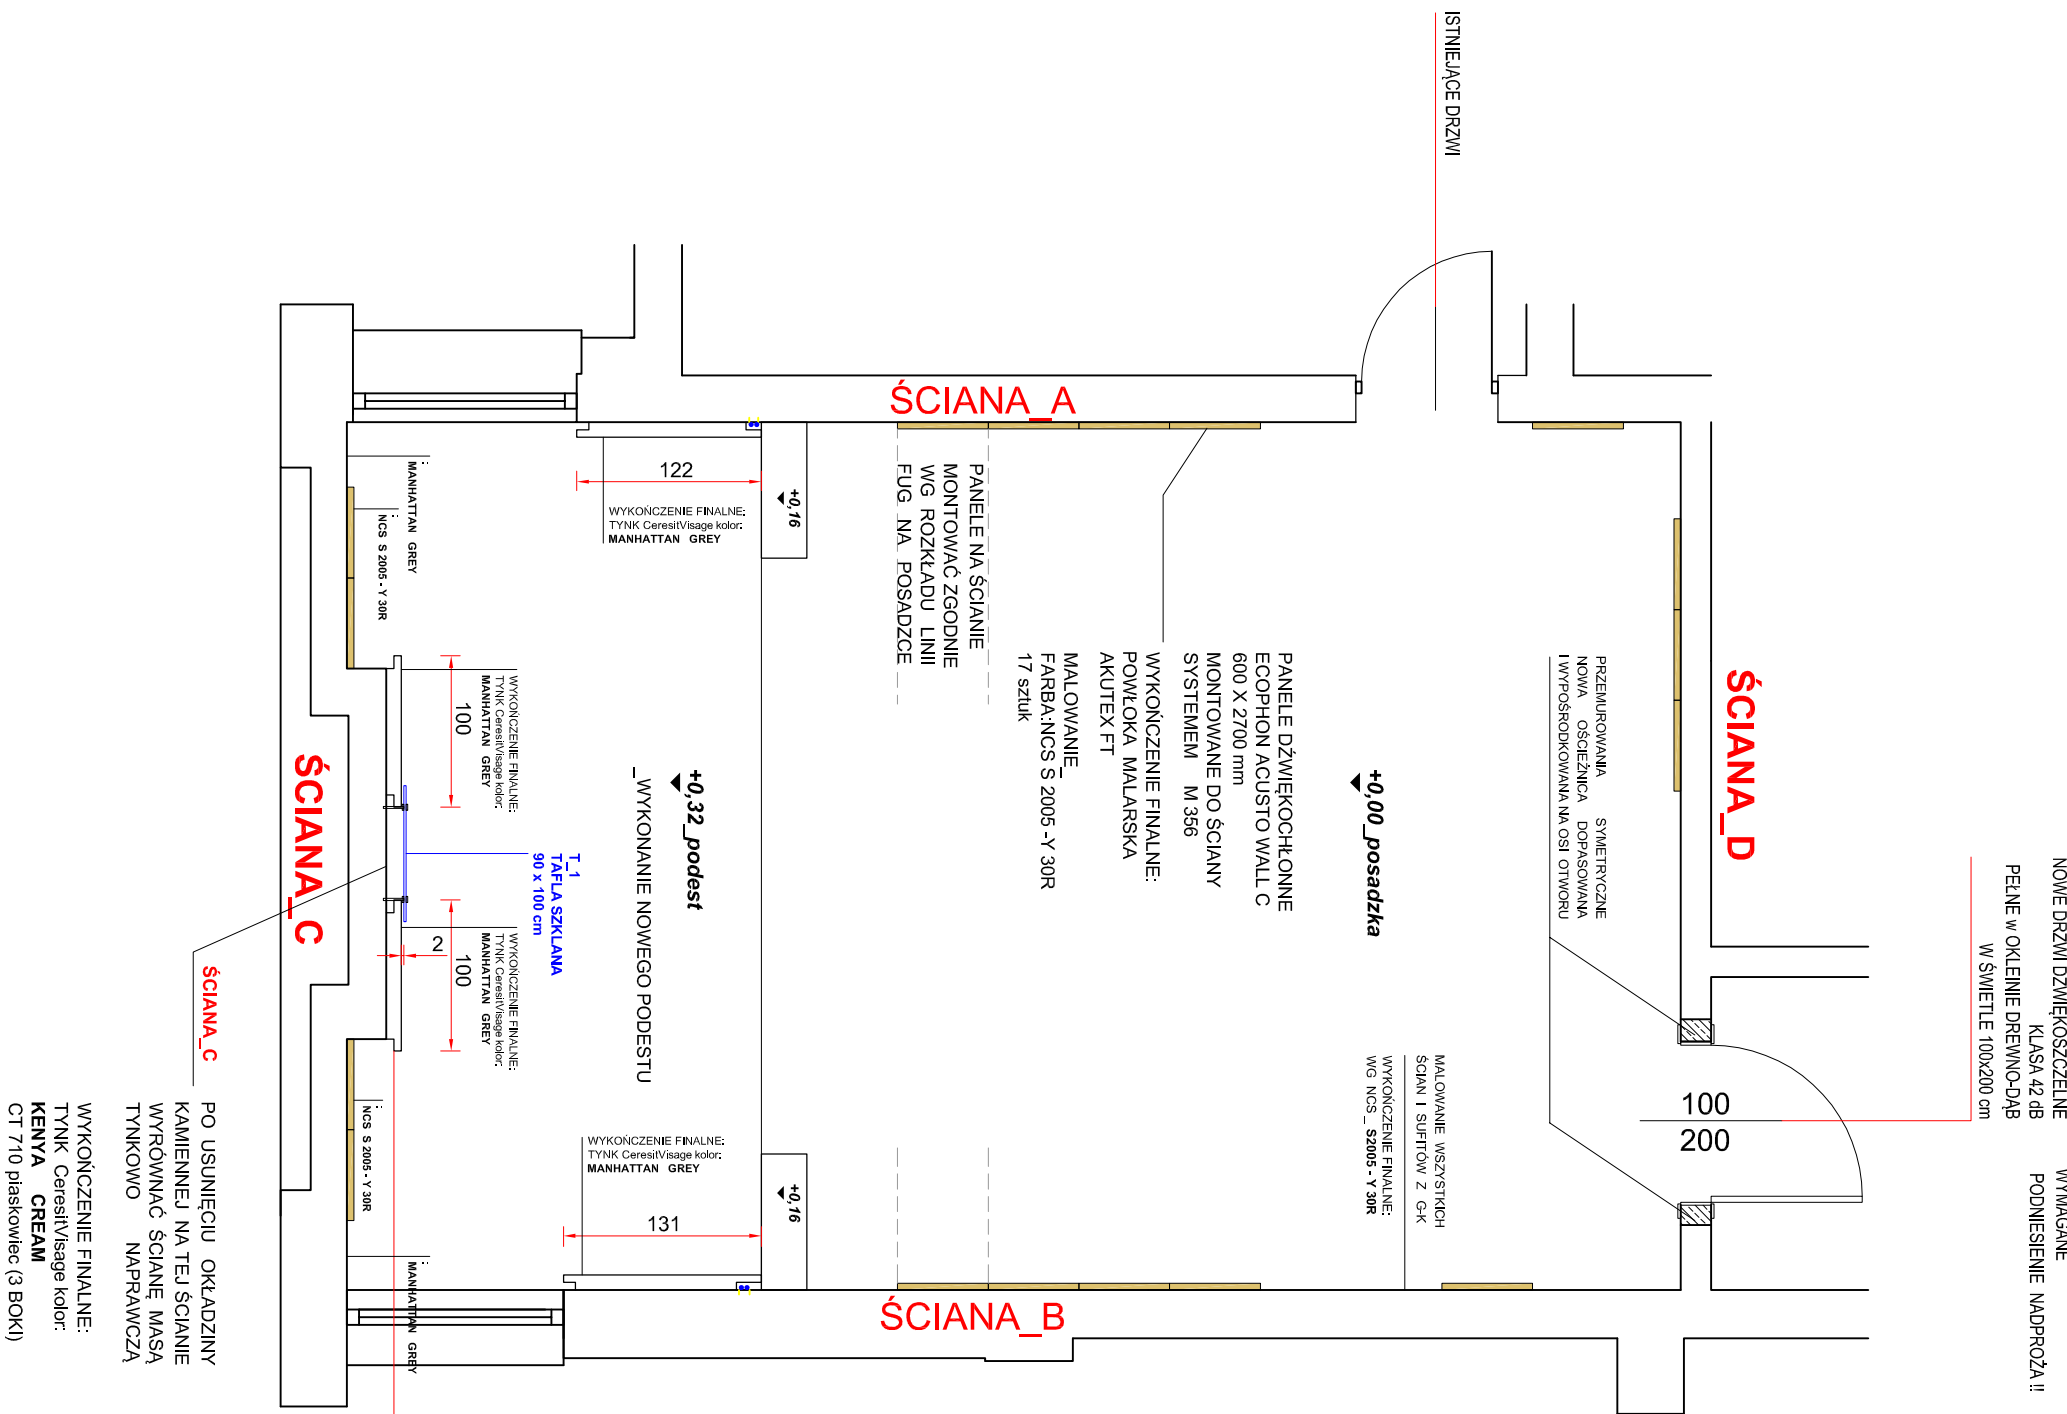 ISTNIEJĄCE DRZWI
ŚCIANA_A
ŚCIANA_B
ŚCIANA_C
ŚCIANA_D
NOWE DRZWI DŹWIĘKOSZCZELNE
KLASA 42 dB
PEŁNE w OKLEINIE DREWNO-DĄB
W ŚWIETLE 100x200 cm
WYMAGANE
PODNIESIENIE NADPROŻA !!
100
200
PRZEMUROWANIA SYMETRYCZNE
NOWA OŚCIEŻNICA DOPASOWANA
I WYPOŚRODKOWANA NA OSI OTWORU
MALOWANIE WSZYSTKICH
ŚCIAN I SUFITÓW Z G-K
WYKOŃCZENIE FINALNE:
WG NCS_ S2005 - Y 30R
+0,00_posadzka
PANELE DŹWIĘKOCHŁONNE
ECOPHON ACUSTO WALL C
600 X 2700 mm
MONTOWANE DO ŚCIANY
SYSTEMEM M 356
WYKOŃCZENIE FINALNE:
POWŁOKA MALARSKA
AKUTEX FT
MALOWANIE_
FARBA:NCS S 2005 -Y 30R
17 sztuk
PANELE NA ŚCIANIE
MONTOWAĆ ZGODNIE
WG ROZKŁADU LINII
FUG NA POSADZCE
+0,16
+0,16
+0,32_podest
_WYKONANIE NOWEGO PODESTU
122
WYKOŃCZENIE FINALNE:
TYNK CeresitVisage kolor:
MANHATTAN GREY
131
WYKOŃCZENIE FINALNE:
TYNK CeresitVisage kolor:
MANHATTAN GREY
T_1
TAFLA SZKLANA
90 x 100 cm
WYKOŃCZENIE FINALNE:
TYNK CeresitVisage kolor:
MANHATTAN GREY
100
WYKOŃCZENIE FINALNE:
TYNK CeresitVisage kolor:
MANHATTAN GREY
100
2
:
MANHATTAN GREY
:
NCS S 2005 - Y 30R
:
NCS S 2005 - Y 30R
:
MANHATTAN GREY
ŚCIANA_C
PO USUNIĘCIU OKŁADZINY
KAMIENNEJ NA TEJ ŚCIANIE
WYRÓWNAĆ ŚCIANĘ MASĄ
TYNKOWO NAPRAWCZĄ
WYKOŃCZENIE FINALNE:
TYNK CeresitVisage kolor:
KENYA CREAM
CT 710 piaskowiec (3 BOKI)